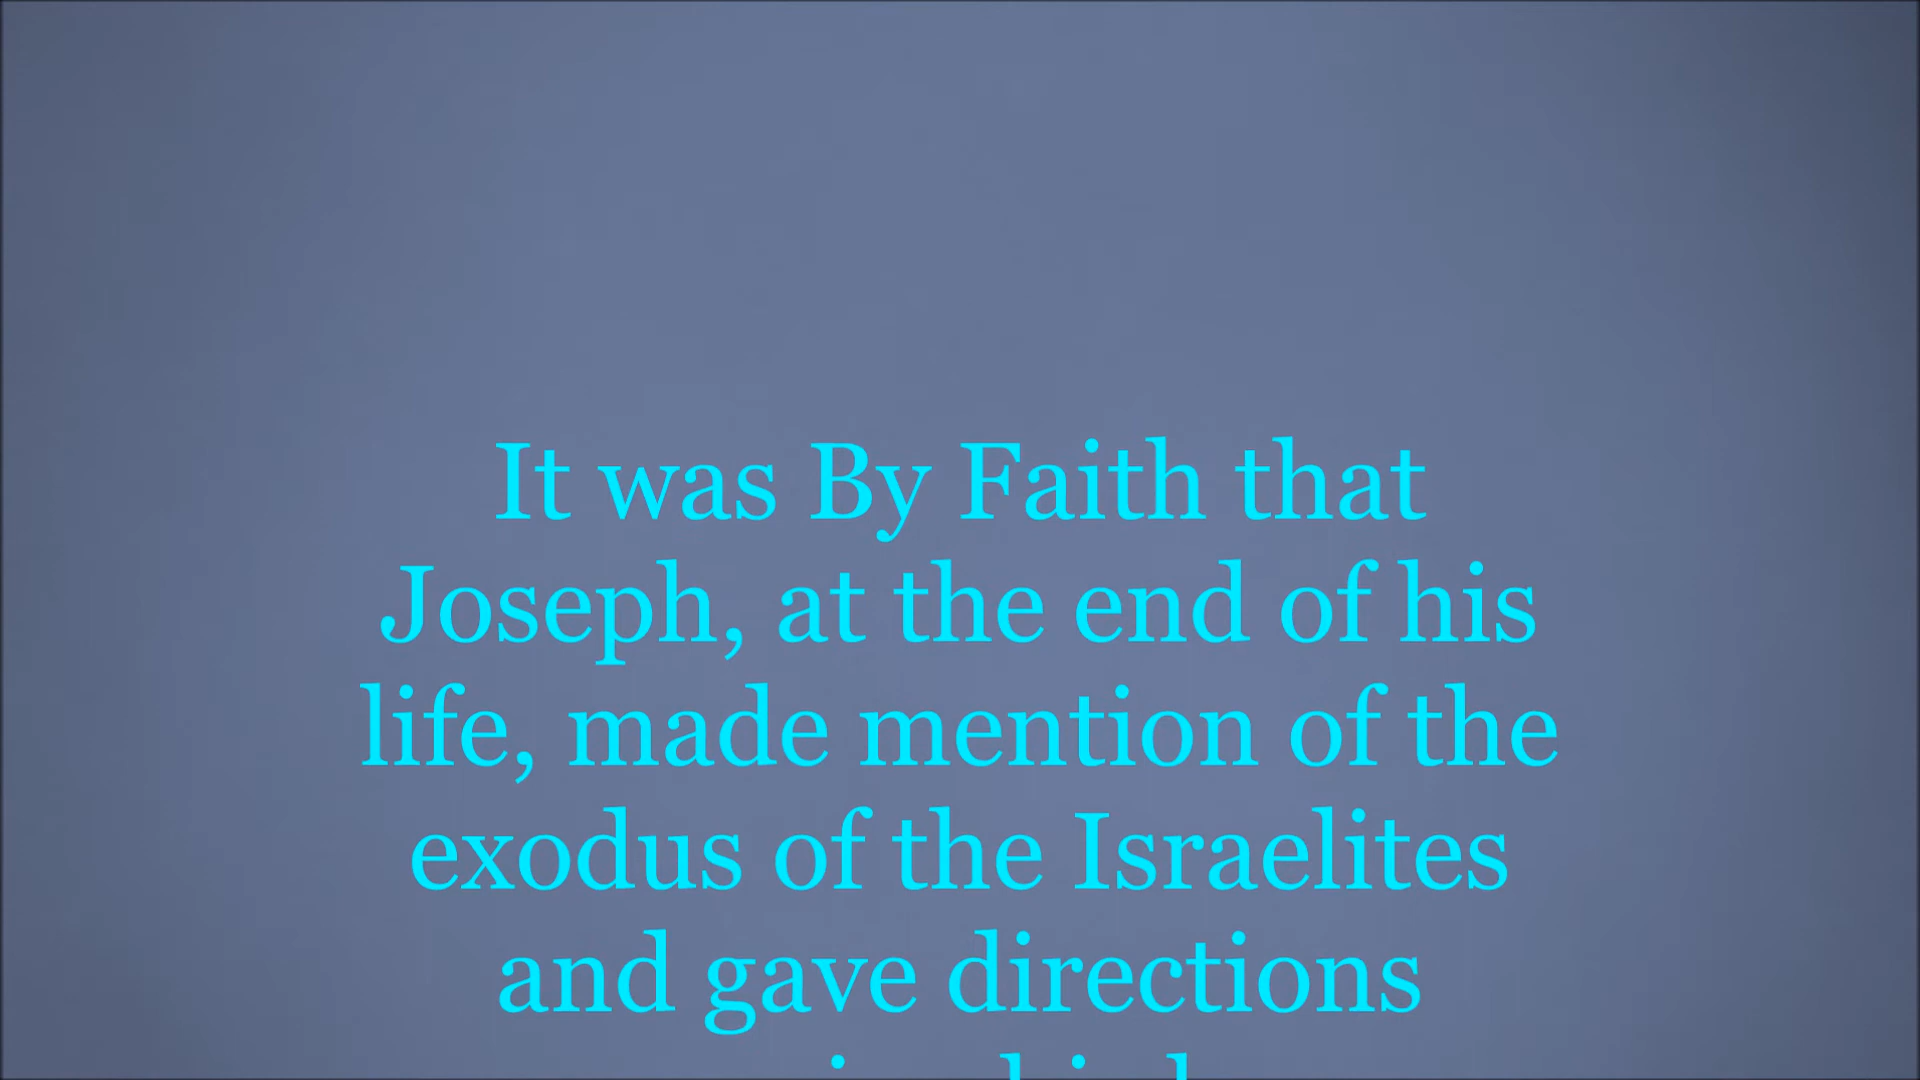 It was By Faith that
Joseph, at the end of his
life, made mention of the
exodus of the Israelites
and gave directions